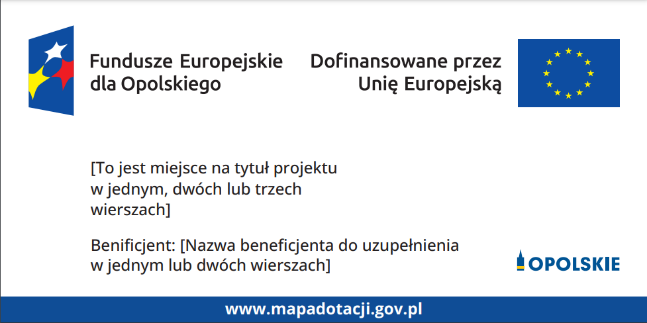 Fundusze Europejskie
dla Opolskiego
Dofinansowane przez
Unię Europejską
[To jest miejsce na tytuł projektu
w jednym, dwóch lub trzech
wierszach]
Benificjent: [Nazwa beneficjenta do uzupełnienia
w jednym lub dwóch wierszach]
OPOLSKIE
www.mapadotacji.gov.pl